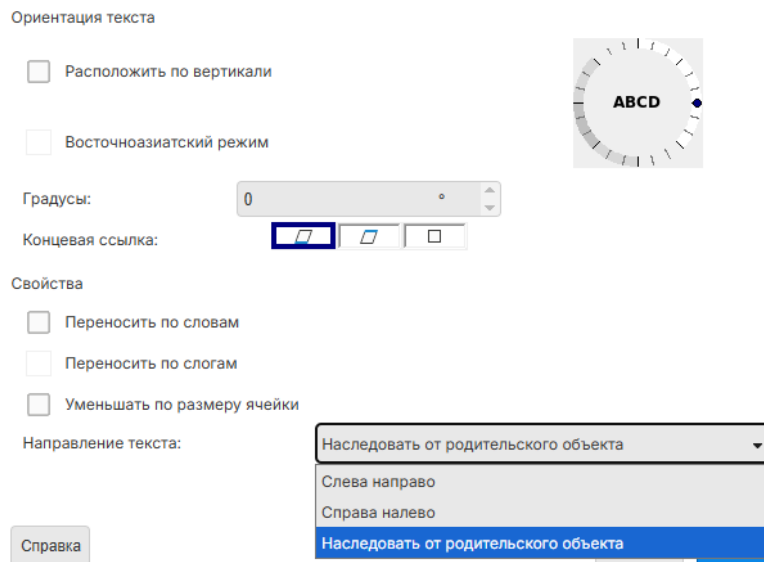 Ориентация текста
Расположить по вертикали
ABCD
Восточноазиатский режим
Градусы: 0 °
Концевая ссылка:
Свойства
Переносить по словам
Переносить по слогам
Уменьшать по размеру ячейки
Направление текста: Наследовать от родительского объекта
Слева направо
Справа налево
Наследовать от родительского объекта
Справка